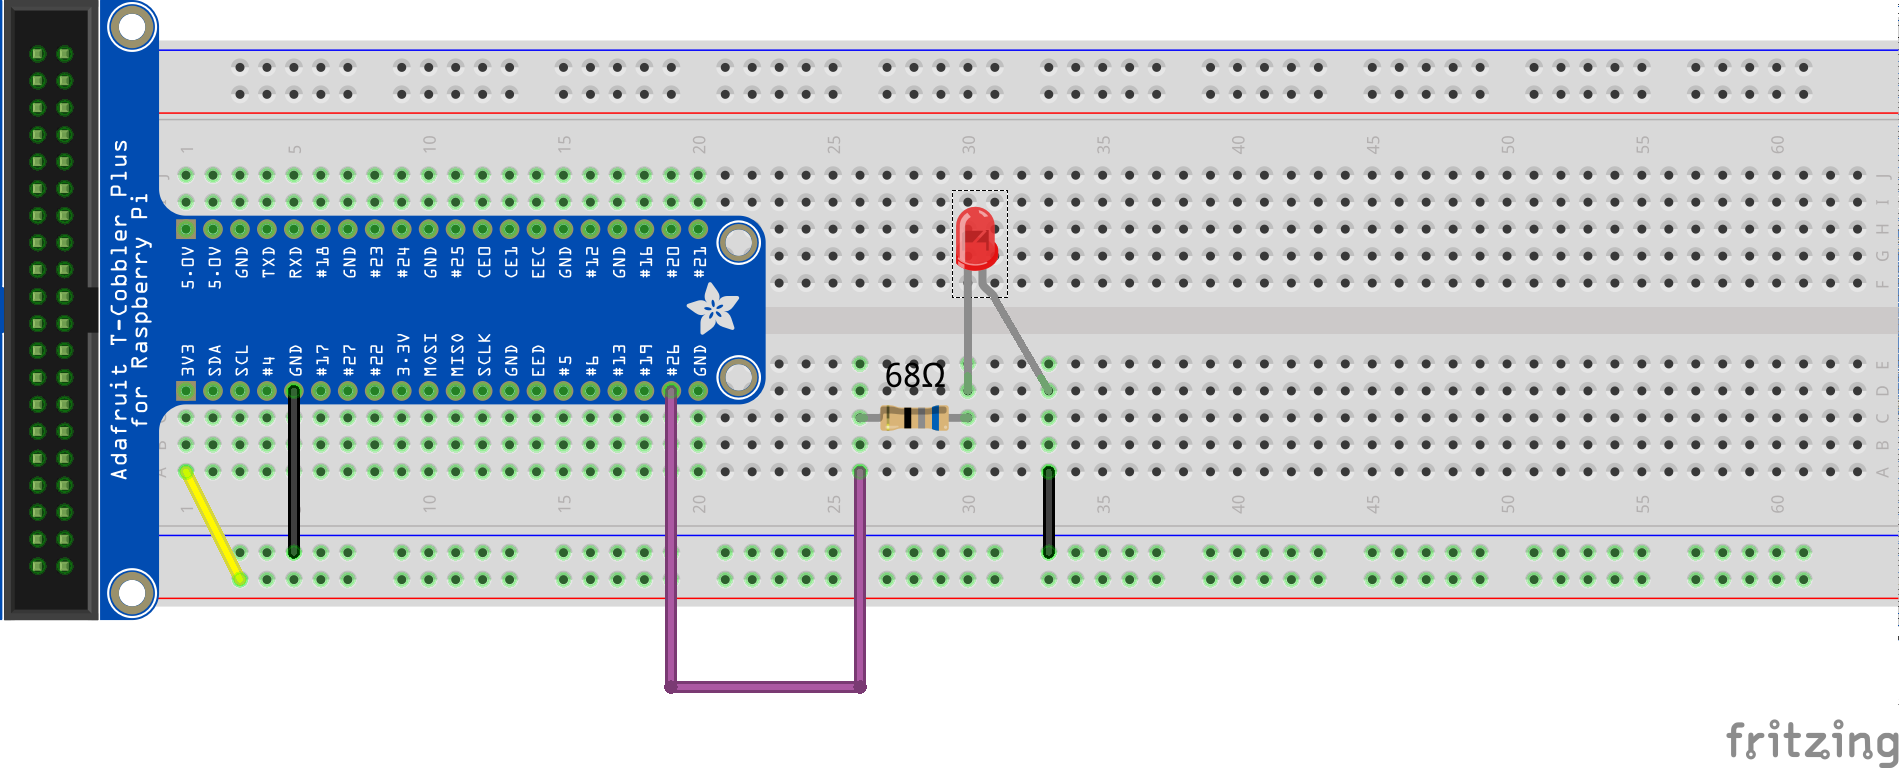 Adafruit T-Cobbler Plus
for Raspberry Pi
1 5 10 15 20 25 30 35 40 45 50 55 60
J J
I
H
G
F
5.0V 5.0V GND TXD RXD #18 GND #23 #24 GND #25 CE0 CE1 EEC GND #12 GND #16 #20 #21
3V3 SDA SCL #4 GND #17 #27 #22 3.3V MOSI MISO SCLK GND EED #5 #6 #13 #19 #26 GND
68Ω
E
D
C
B B
A A
1 10 15 20 25 30 35 40 45 50 55 60
fritzing